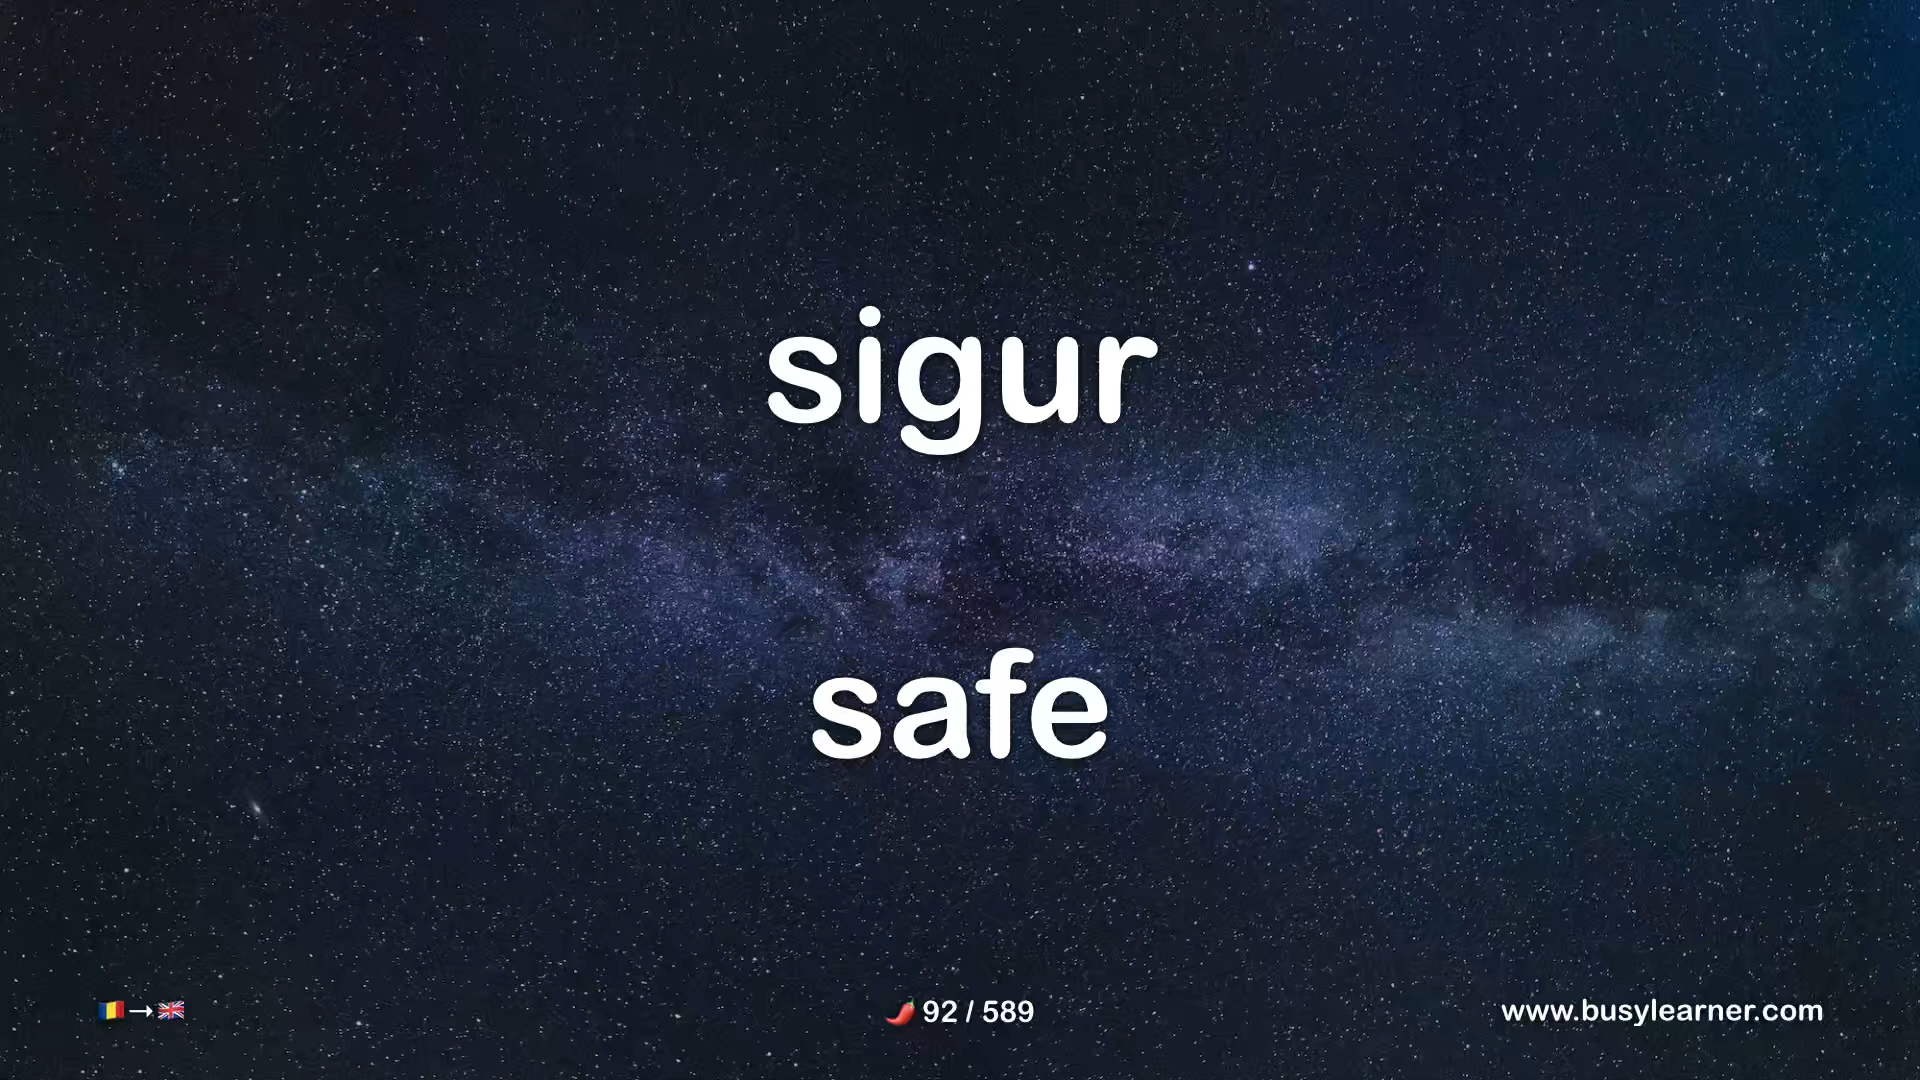 sigur
safe
🇷🇴→🇬🇧
🌶️ 92 / 589
www.busylearner.com